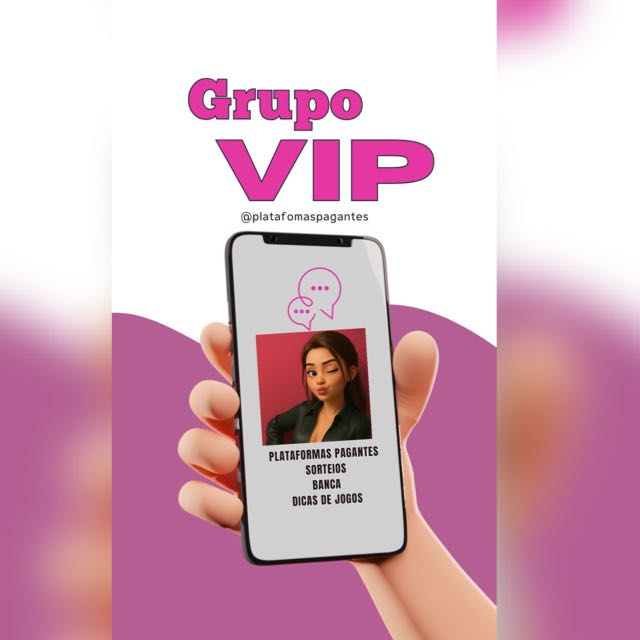 Grupo
VIP
@platafomaspagantes
PLATAFORMAS PAGANTES
SORTEIOS
BANCA
DICAS DE JOGOS